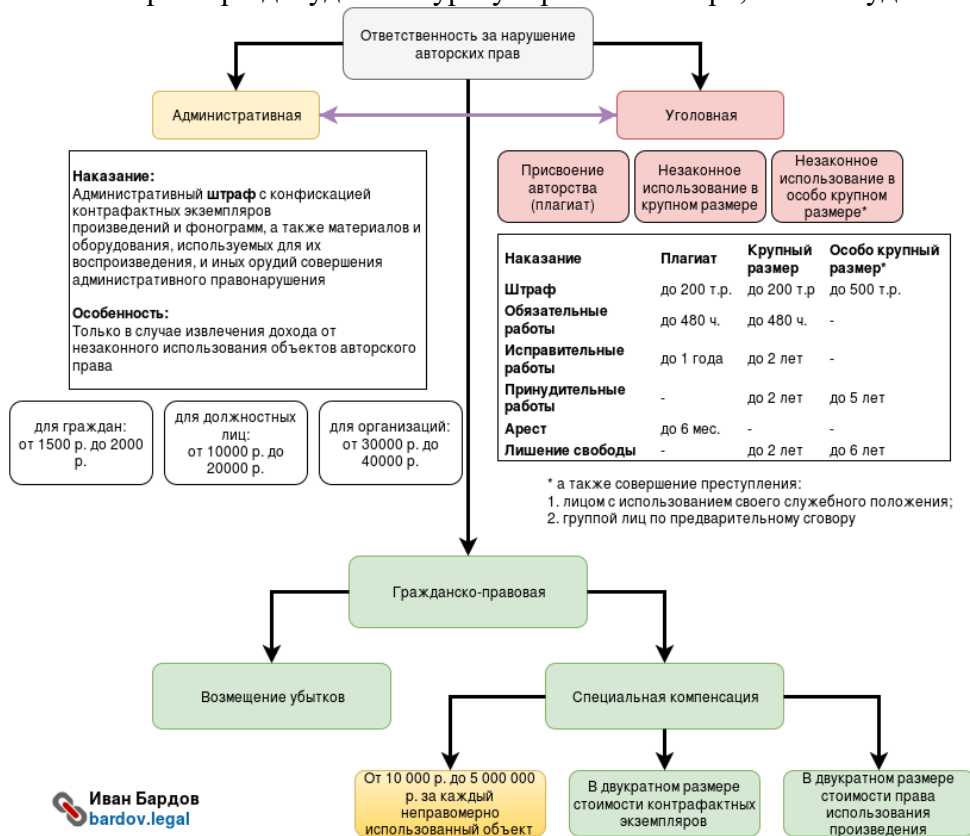 Ответственность за нарушение
авторских прав
Административная
Уголовная
Наказание:
Административный штраф с конфискацией
контрафактных экземпляров
произведений и фонограмм, а также материалов и
оборудования, используемых для их
воспроизведения, и иных орудий совершения
административного правонарушения
Особенность:
Только в случае извлечения дохода от
незаконного использования объектов авторского
права
для граждан:
от 1500 р. до 2000
р.
для должностных
лиц:
от 10000 р. до
20000 р.
для организаций:
от 30000 р. до
40000 р.
Присвоение
авторства
(плагиат)
Незаконное
использование в
крупном размере
Незаконное
использование в
особо крупном
размере*
Наказание Плагиат Крупный размер Особо крупный размер*
Штраф до 200 т.р. до 200 т.р до 500 т.р.
Обязательные работы до 480 ч. до 480 ч. -
Исправительные работы до 1 года до 2 лет -
Принудительные работы - до 2 лет до 5 лет
Арест до 6 мес. - -
Лишение свободы - до 2 лет до 6 лет
* а также совершение преступления:
1. лицом с использованием своего служебного положения;
2. группой лиц по предварительному сговору
Гражданско-правовая
Возмещение убытков
Специальная компенсация
От 10 000 р. до 5 000 000
р. за каждый
неправомерно
использованный объект
В двукратном размере
стоимости контрафактных
экземпляров
В двукратном размере
стоимости права
использования
произведения
Иван Бардов
bardov.legal